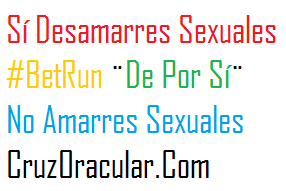 Sí Desamarres Sexuales
#BetRun ¨De Por Sí¨
No Amarres Sexuales
CruzOracular.Com